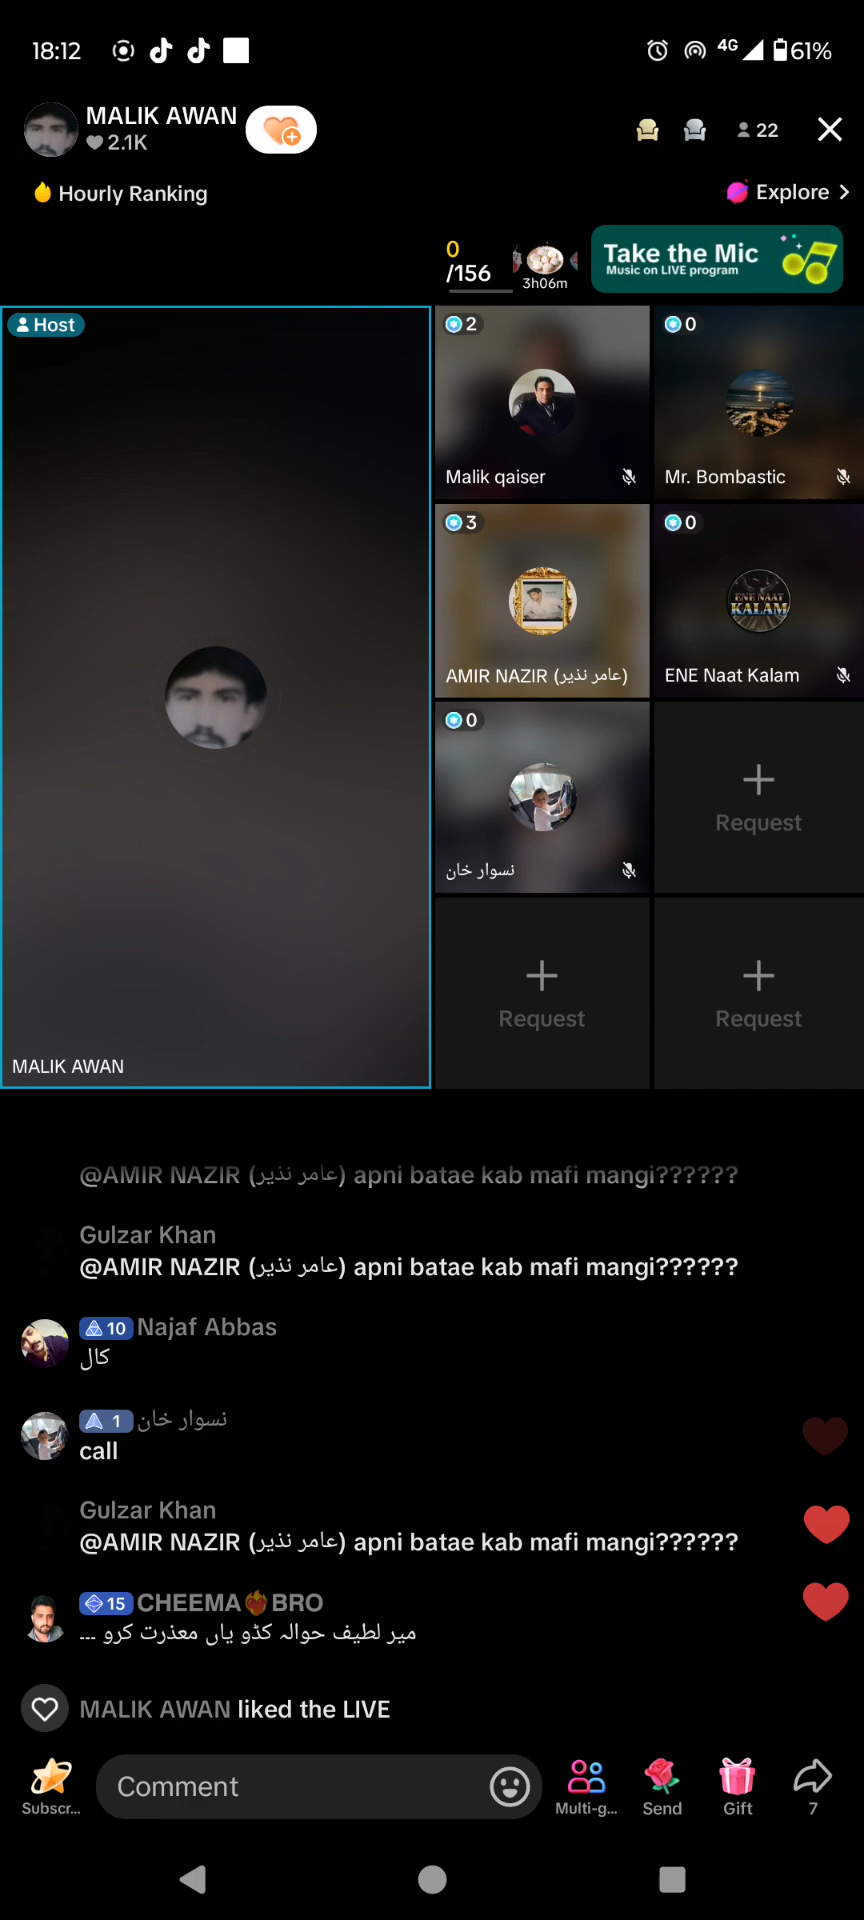 18:12
4G
61%
MALIK AWAN
2.1K
22
Hourly Ranking
Explore
0
/156
3h06m
Take the Mic
Music on LIVE program
Host
2
Malik qaiser
0
Mr. Bombastic
3
AMIR NAZIR (عامر نذیر)
0
ENE NAAT
KALAM
ENE Naat Kalam
0
نسوار خان
Request
Request
Request
MALIK AWAN
@AMIR NAZIR (عامر نذیر) apni batae kab mafi mangi??????
Gulzar Khan
@AMIR NAZIR (عامر نذیر) apni batae kab mafi mangi??????
10 Najaf Abbas
کال
1 نسوار خان
call
Gulzar Khan
@AMIR NAZIR (عامر نذیر) apni batae kab mafi mangi??????
15 CHEEMA❤️‍🔥BRO
میر لطیف حوالہ کڈو یاں معذرت کرو ---
MALIK AWAN liked the LIVE
Subscr...
Comment
Multi-g...
Send
Gift
7